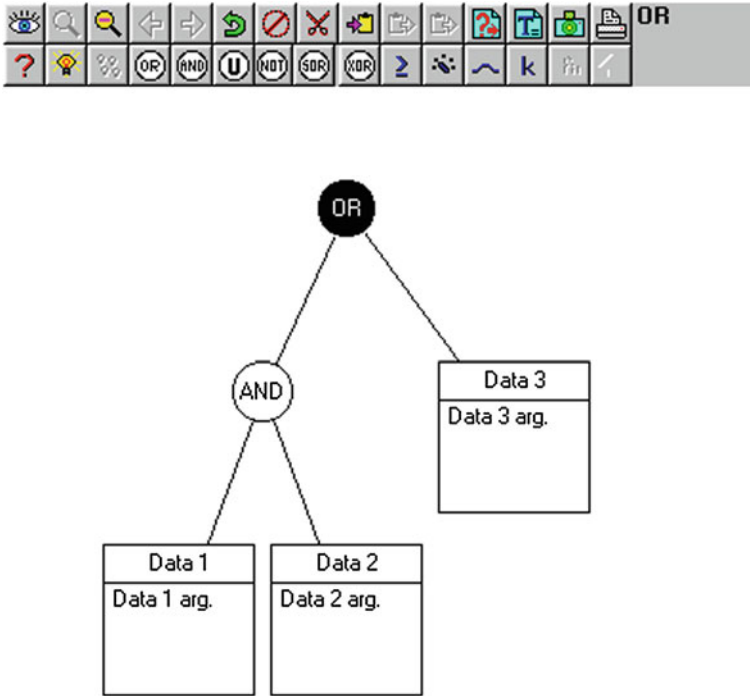 OR
? OR AND U NOT SOR XOR ≥ k
OR
AND
Data 3
Data 3 arg.
Data 1
Data 1 arg.
Data 2
Data 2 arg.